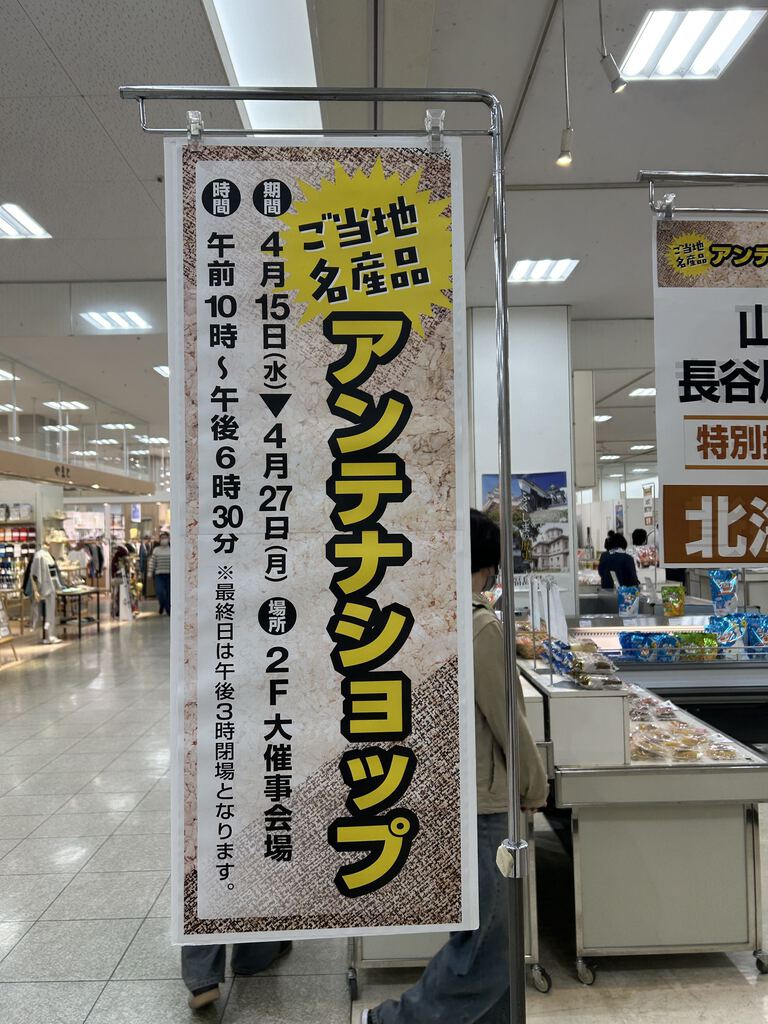 ご当地
名産品
アンテナショップ
期間 4月15日(水)▼4月27日(月) 場所 2F 大催事会場
時間 午前10時～午後6時30分 ※最終日は午後3時閉場となります。
ご当地
名産品
アンテ
山
長谷
特別
北海